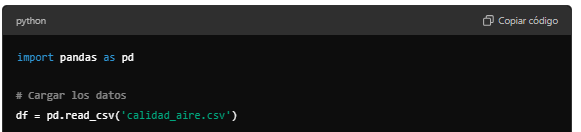 python
Copiar código
import pandas as pd
# Cargar los datos
df = pd.read_csv('calidad_aire.csv')